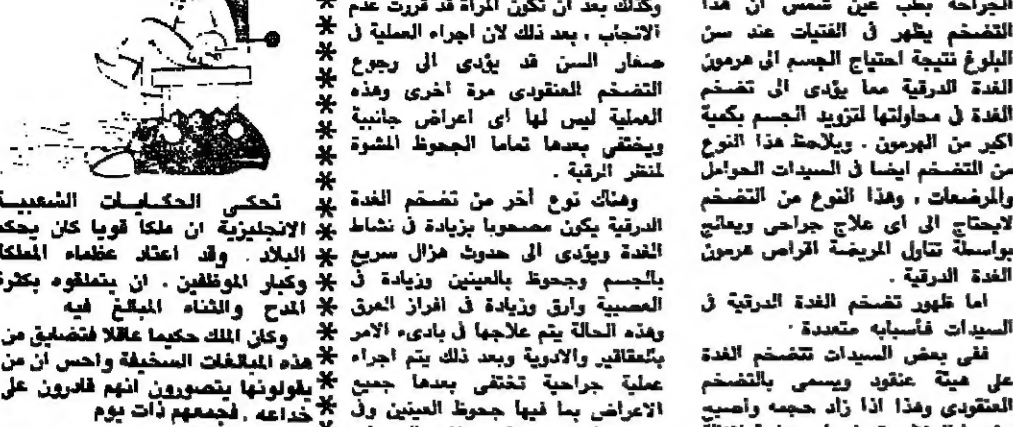 الجراحة بطب عين شمس ان هذا
التضخم يظهر فى الفتيات عند سن
البلوغ نتيجة احتياج الجسم الى هرمون
الغدة الدرقية مما يؤدى الى تضخم
الغدة فى محاولتها لتزويد الجسم بكمية
اكبر من الهرمون . ويلاحظ هذا النوع
من التضخم ايضا فى السيدات الحوامل
والمرضعات ، وهذا النوع من التضخم
لايحتاج الى اى علاج جراحى ويعالج
بواسطة تناول المريضة اقراص هرمون
الغدة الدرقية .
اما ظهور تضخم الغدة الدرقية فى
السيدات فأسبابه متعددة .
ففى بعض السيدات تتضخم الغدة
على هيئة عنقود ويسمى بالتضخم
العنقودى وهذا اذا زاد حجمه واصبح
وكذلك بعد ان تكون المرأة قد قررت عدم
الانجاب ، بعد ذلك لان اجراء العملية فى
صغار السن قد يؤدى الى رجوع
التضخم العنقودى مرة اخرى وهذه
العملية ليس لها اى اعراض جانبية
ويختفى بعدها تماما الجحوظ المشوة
لمنظر الرقبة .
وهناك نوع أخر من تضخم الغدة
الدرقية يكون مصحوبا بزيادة فى نشاط
الغدة ويؤدى الى حدوث هزال سريع
بالجسم وجحوظ بالعينين وزيادة فى
العصبية وارق وزيادة فى افراز العرق
وهذه الحالة يتم علاجها فى بادىء الامر
بالعقاقير والادوية وبعد ذلك يتم اجراء
عملية جراحية تختفى بعدها جميع
الاعراض بما فيها جحوظ العينين وفى
تحكى الحكايات الشعبية
الانجليزية ان ملكا قويا كان يحكم
البلاد . وقد اعتاد عظماء المملكة
وكبار الموظفين . ان يتملقوه بكثرة
المدح والثناء المبالغ فيه
وكان الملك حكيما عاقلا فتضايق من
هذه المبالغات السخيفة واحس ان من
يقولونها يتصورون انهم قادرون على
خداعه . فجمعهم ذات يوم